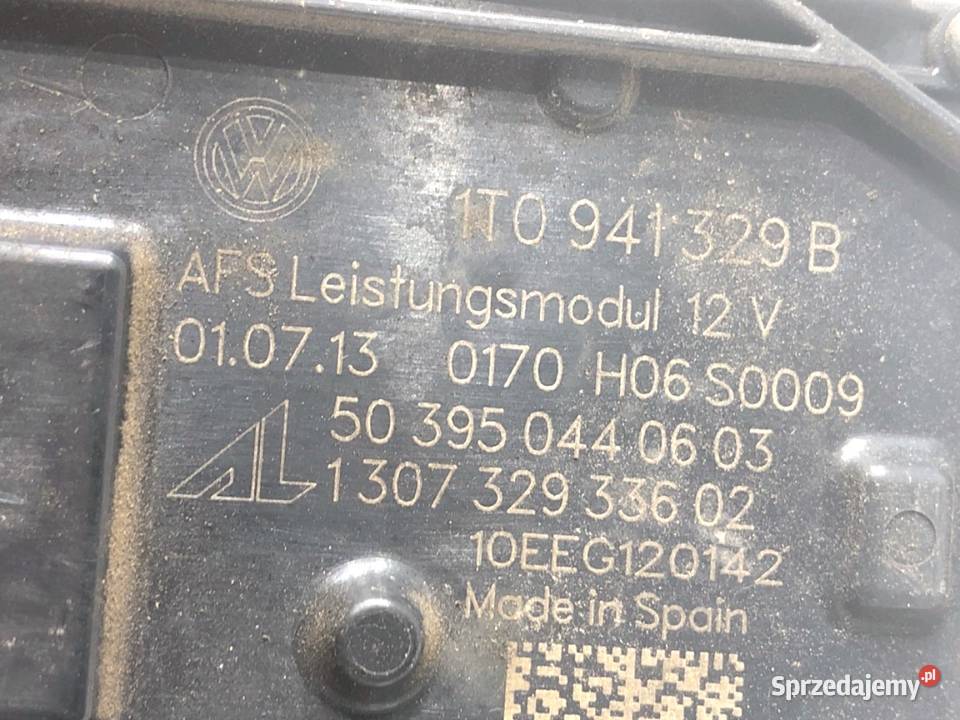 1T0 941 329 B
AFS Leistungsmodul 12 V
01.07.13 0170 H06 S0009
50 395 044 06 03
AL 1 307 329 336 02
10EEG120142
Made in Spain
Sprzedajemy.pl